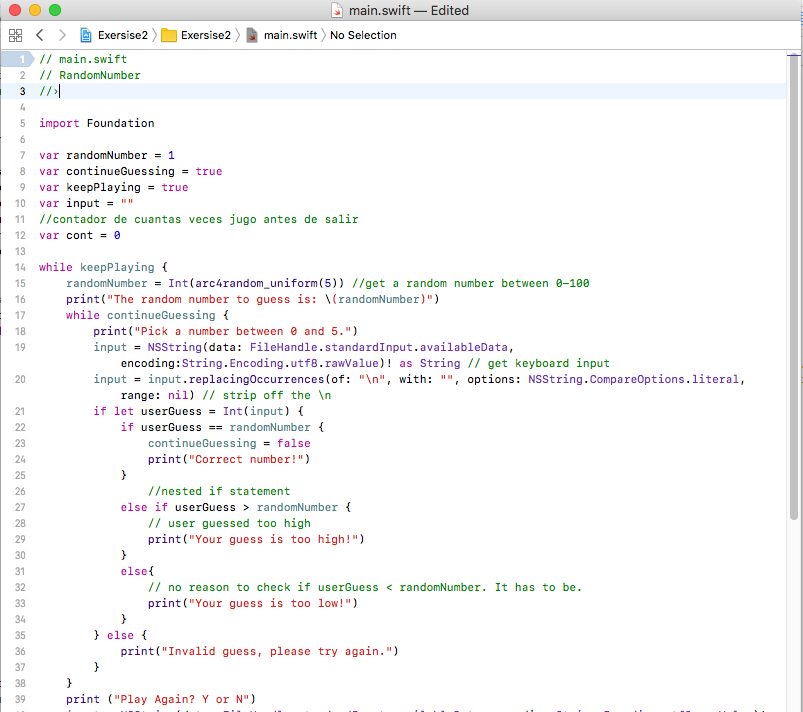 main.swift — Edited
Exersise2 Exersise2 main.swift No Selection
1 // main.swift
2 // RandomNumber
3 //›
4
5 import Foundation
6
7 var randomNumber = 1
8 var continueGuessing = true
9 var keepPlaying = true
10 var input = ""
11 //contador de cuantas veces jugo antes de salir
12 var cont = 0
13
14 while keepPlaying {
15 randomNumber = Int(arc4random_uniform(5)) //get a random number between 0-100
16 print("The random number to guess is: \(randomNumber)")
17 while continueGuessing {
18 print("Pick a number between 0 and 5.")
19 input = NSString(data: FileHandle.standardInput.availableData,
encoding:String.Encoding.utf8.rawValue)! as String // get keyboard input
20 input = input.replacingOccurrences(of: "\n", with: "", options: NSString.CompareOptions.literal,
range: nil) // strip off the \n
21 if let userGuess = Int(input) {
22 if userGuess == randomNumber {
23 continueGuessing = false
24 print("Correct number!")
25 }
26 //nested if statement
27 else if userGuess > randomNumber {
28 // user guessed too high
29 print("Your guess is too high!")
30 }
31 else{
32 // no reason to check if userGuess < randomNumber. It has to be.
33 print("Your guess is too low!")
34 }
35 } else {
36 print("Invalid guess, please try again.")
37 }
38 }
39 print ("Play Again? Y or N")